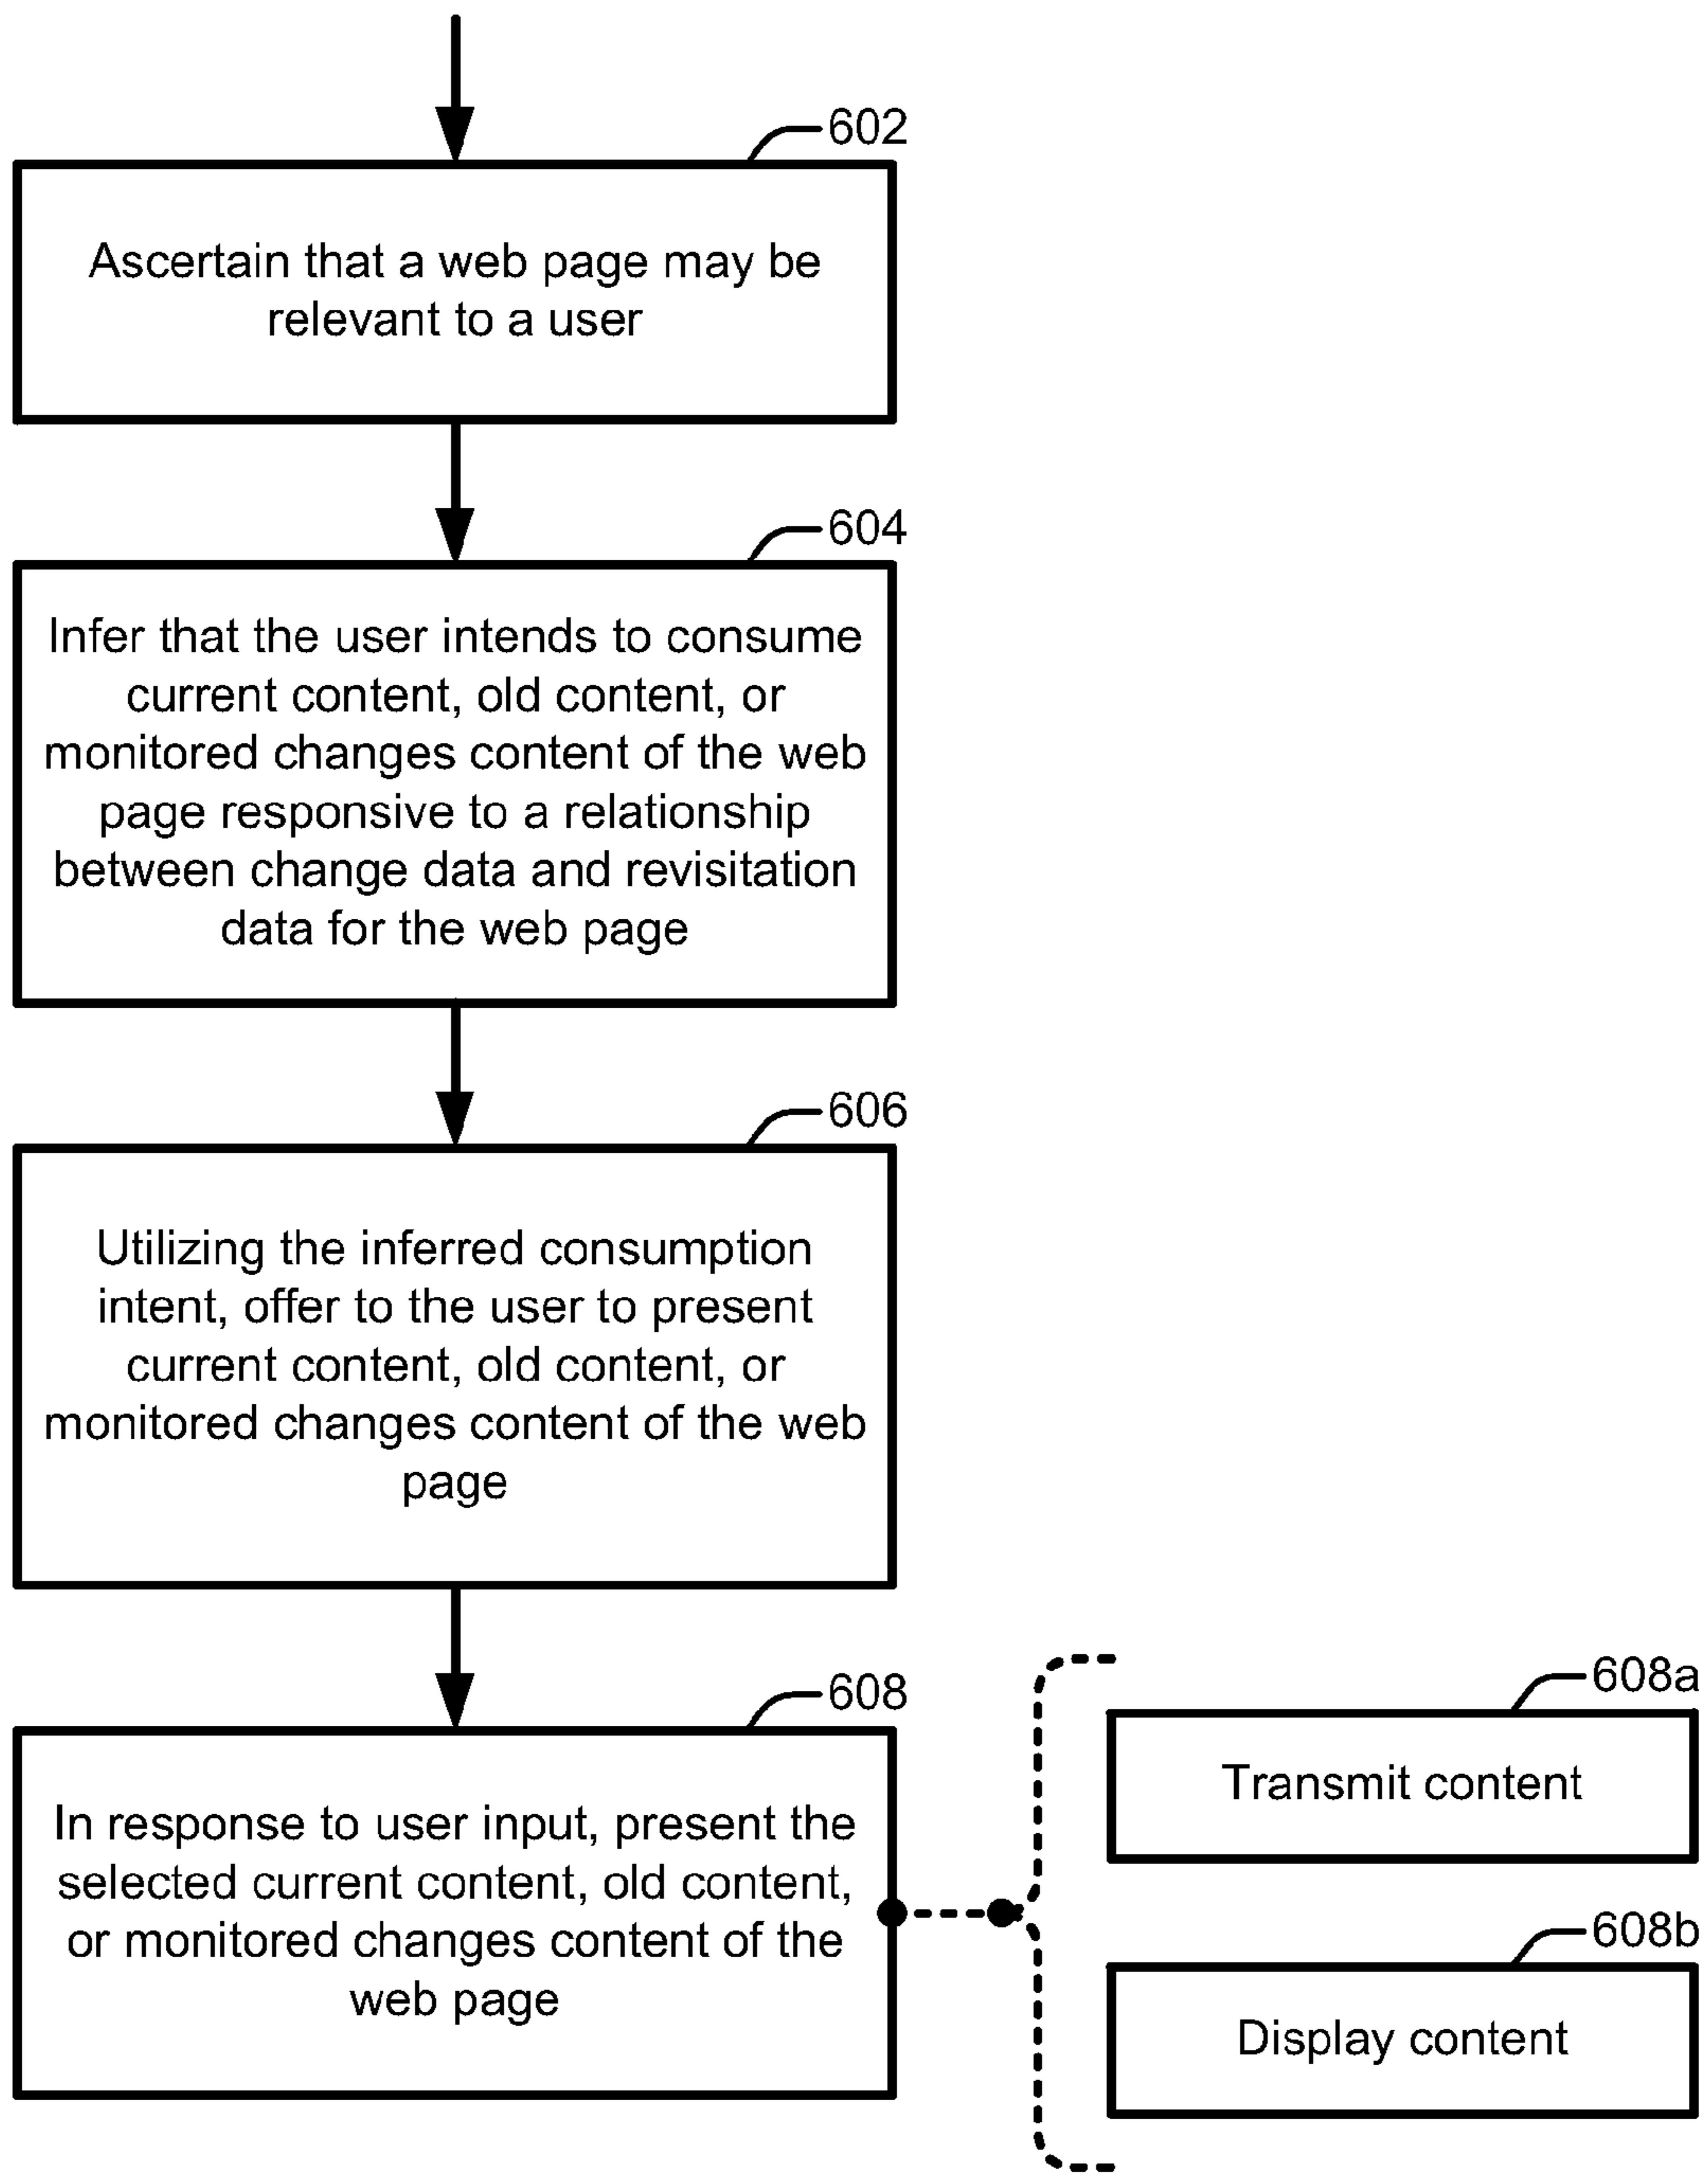 602
Ascertain that a web page may be
relevant to a user
604
Infer that the user intends to consume
current content, old content, or
monitored changes content of the web
page responsive to a relationship
between change data and revisitation
data for the web page
606
Utilizing the inferred consumption
intent, offer to the user to present
current content, old content, or
monitored changes content of the web
page
608
In response to user input, present the
selected current content, old content,
or monitored changes content of the
web page
608a
Transmit content
608b
Display content